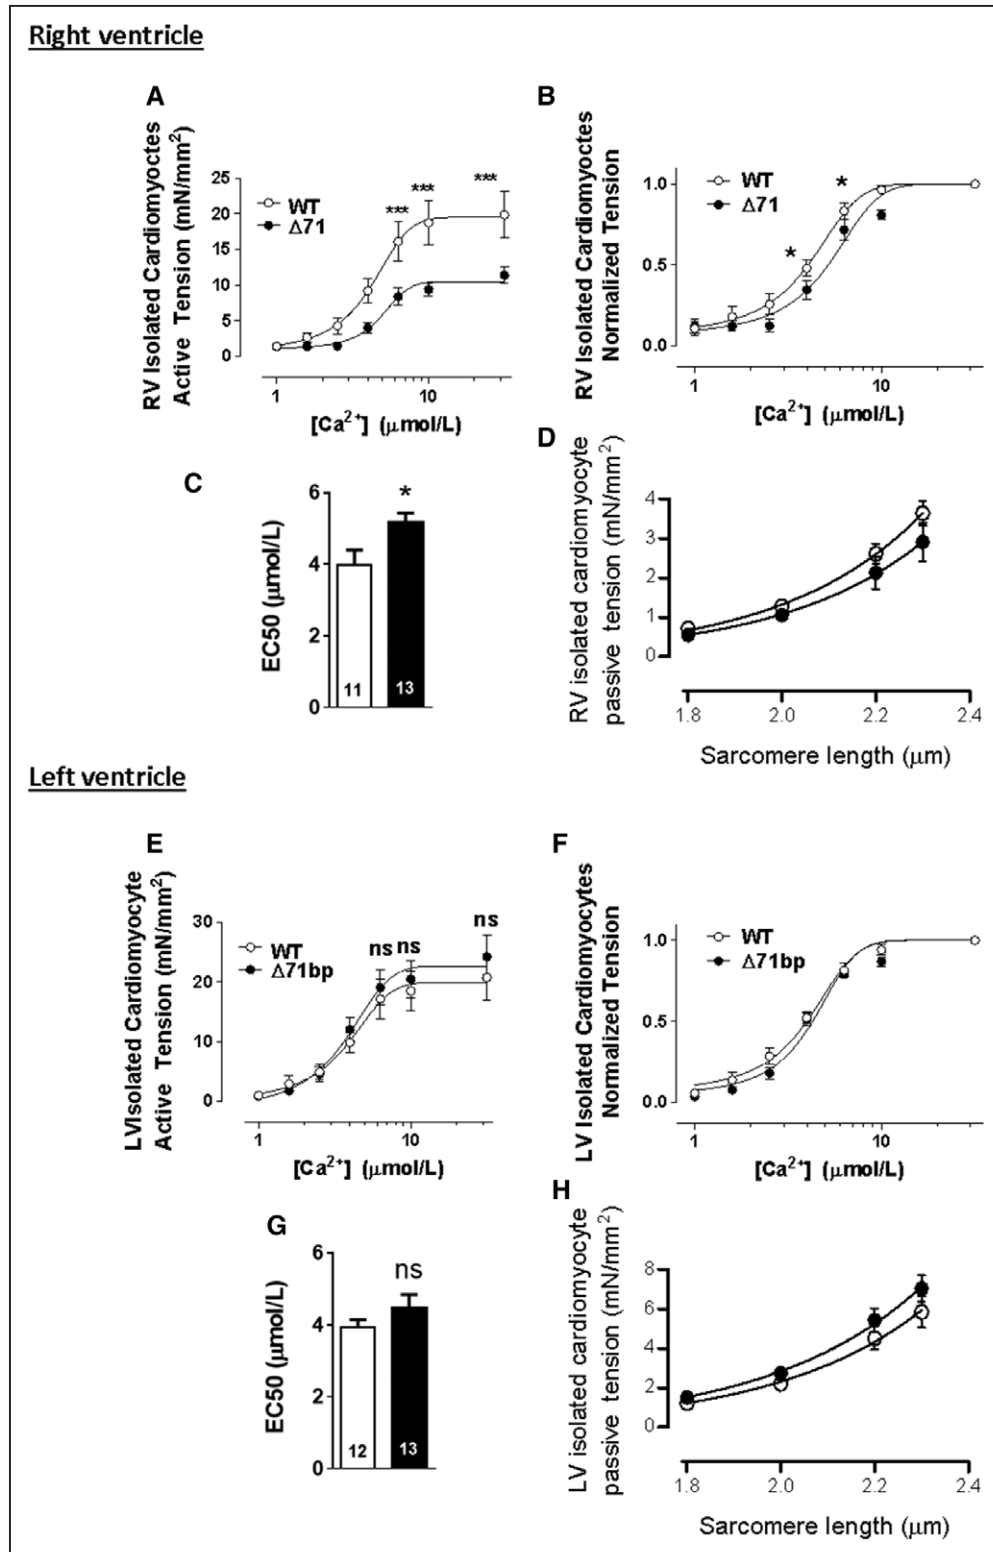 Right ventricle
A
RV Isolated Cardiomyoctes
Active Tension (mN/mm²)
25
20
15
10
5
0
WT
Δ71
***
***
***
1
10
[Ca²⁺] (μmol/L)
B
RV Isolated Cardiomyoctes
Normalized Tension
1.0
0.5
0.0
WT
Δ71
*
*
1
10
[Ca²⁺] (μmol/L)
C
EC50 (μmol/L)
6
4
2
0
*
11
13
D
RV isolated cardiomyocyte
passive tension (mN/mm²)
4
3
2
1
0
1.8
2.0
2.2
2.4
Sarcomere length (μm)
Left ventricle
E
LVIsolated Cardiomyocyte
Active Tension (mN/mm²)
30
20
10
0
WT
Δ71bp
ns
ns
ns
1
10
[Ca²⁺] (μmol/L)
F
LV Isolated Cardiomyocytes
Normalized Tension
1.0
0.5
0.0
WT
Δ71bp
1
10
[Ca²⁺] (μmol/L)
G
EC50 (μmol/L)
6
4
2
0
ns
12
13
H
LV isolated cardiomyocyte
passive tension (mN/mm²)
8
6
4
2
0
1.8
2.0
2.2
2.4
Sarcomere length (μm)